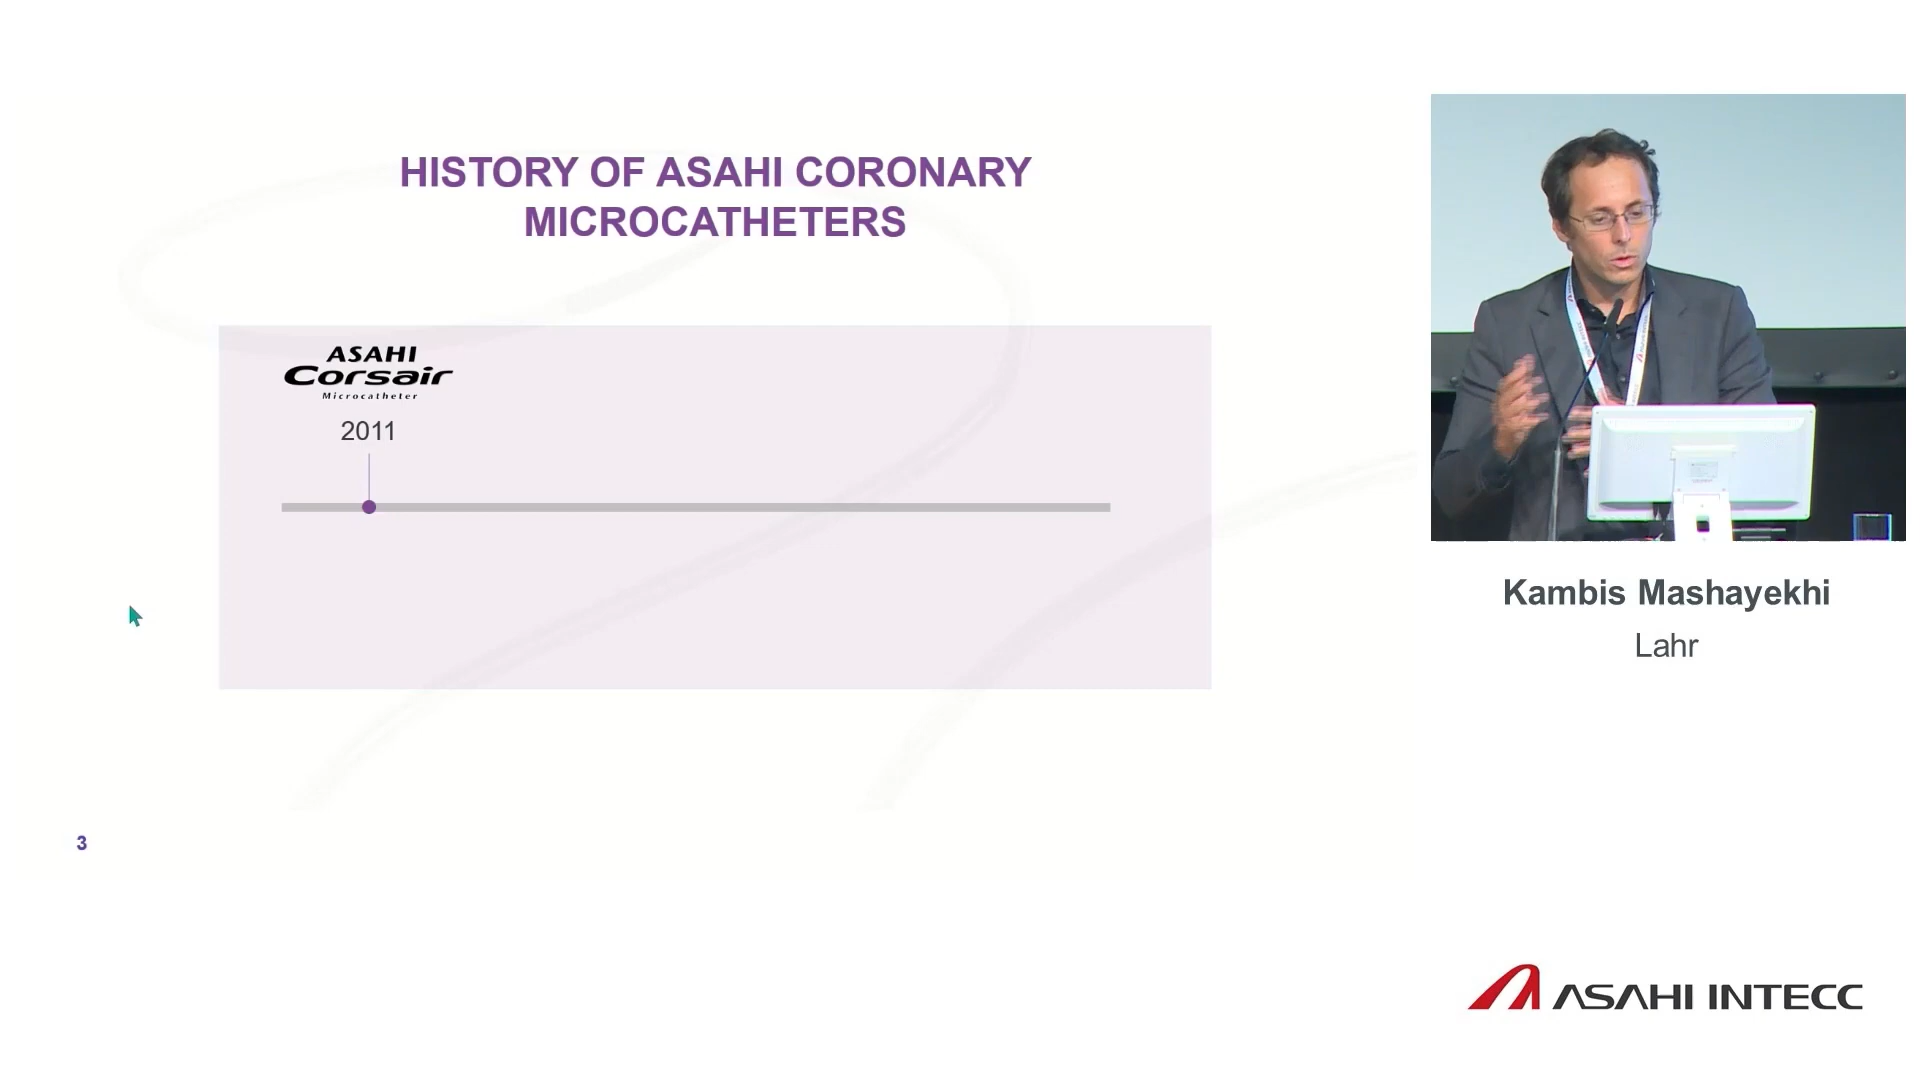 HISTORY OF ASAHI CORONARY
MICROCATHETERS
ASAHI
Corsair
Microcatheter
2011
3
Kambis Mashayekhi
Lahr
ASAHI INTECC